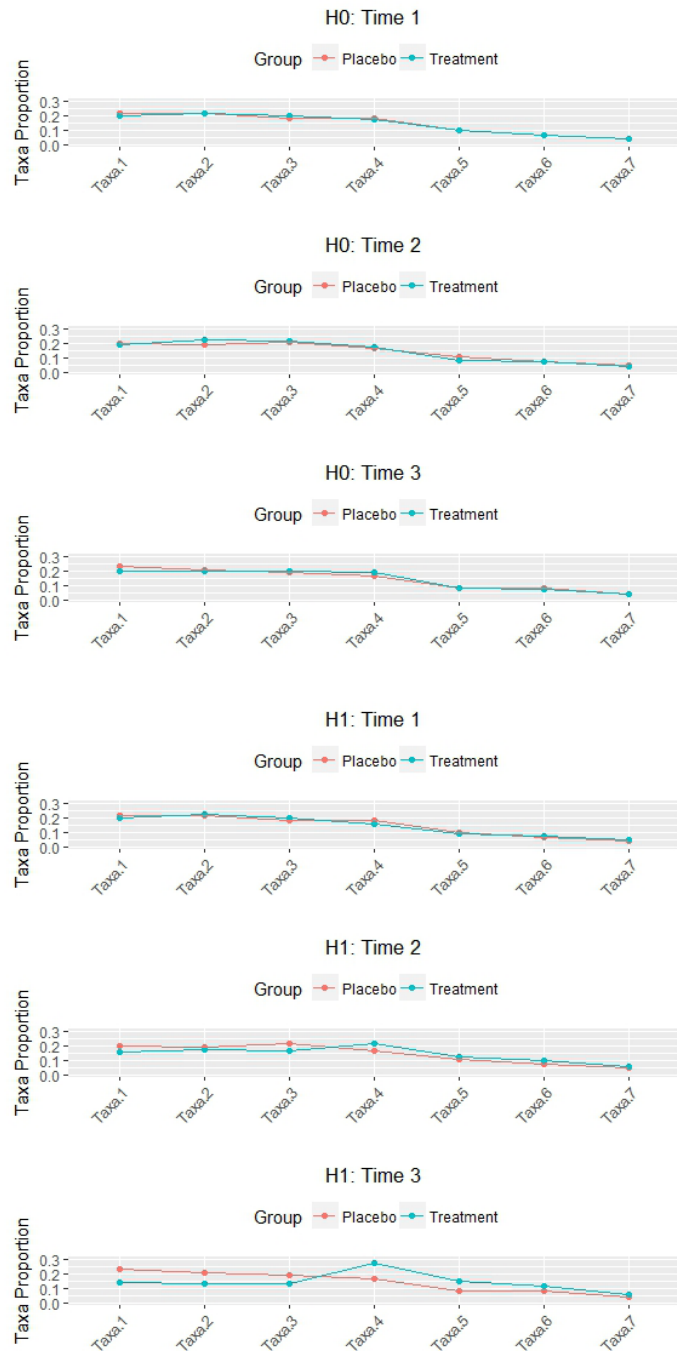 H0: Time 1
Group Placebo Treatment
Taxa Proportion
0.3
0.2
0.1
0.0
Taxa.1 Taxa.2 Taxa.3 Taxa.4 Taxa.5 Taxa.6 Taxa.7
H0: Time 2
Group Placebo Treatment
Taxa Proportion
0.3
0.2
0.1
0.0
Taxa.1 Taxa.2 Taxa.3 Taxa.4 Taxa.5 Taxa.6 Taxa.7
H0: Time 3
Group Placebo Treatment
Taxa Proportion
0.3
0.2
0.1
0.0
Taxa.1 Taxa.2 Taxa.3 Taxa.4 Taxa.5 Taxa.6 Taxa.7
H1: Time 1
Group Placebo Treatment
Taxa Proportion
0.3
0.2
0.1
0.0
Taxa.1 Taxa.2 Taxa.3 Taxa.4 Taxa.5 Taxa.6 Taxa.7
H1: Time 2
Group Placebo Treatment
Taxa Proportion
0.3
0.2
0.1
0.0
Taxa.1 Taxa.2 Taxa.3 Taxa.4 Taxa.5 Taxa.6 Taxa.7
H1: Time 3
Group Placebo Treatment
Taxa Proportion
0.3
0.2
0.1
0.0
Taxa.1 Taxa.2 Taxa.3 Taxa.4 Taxa.5 Taxa.6 Taxa.7